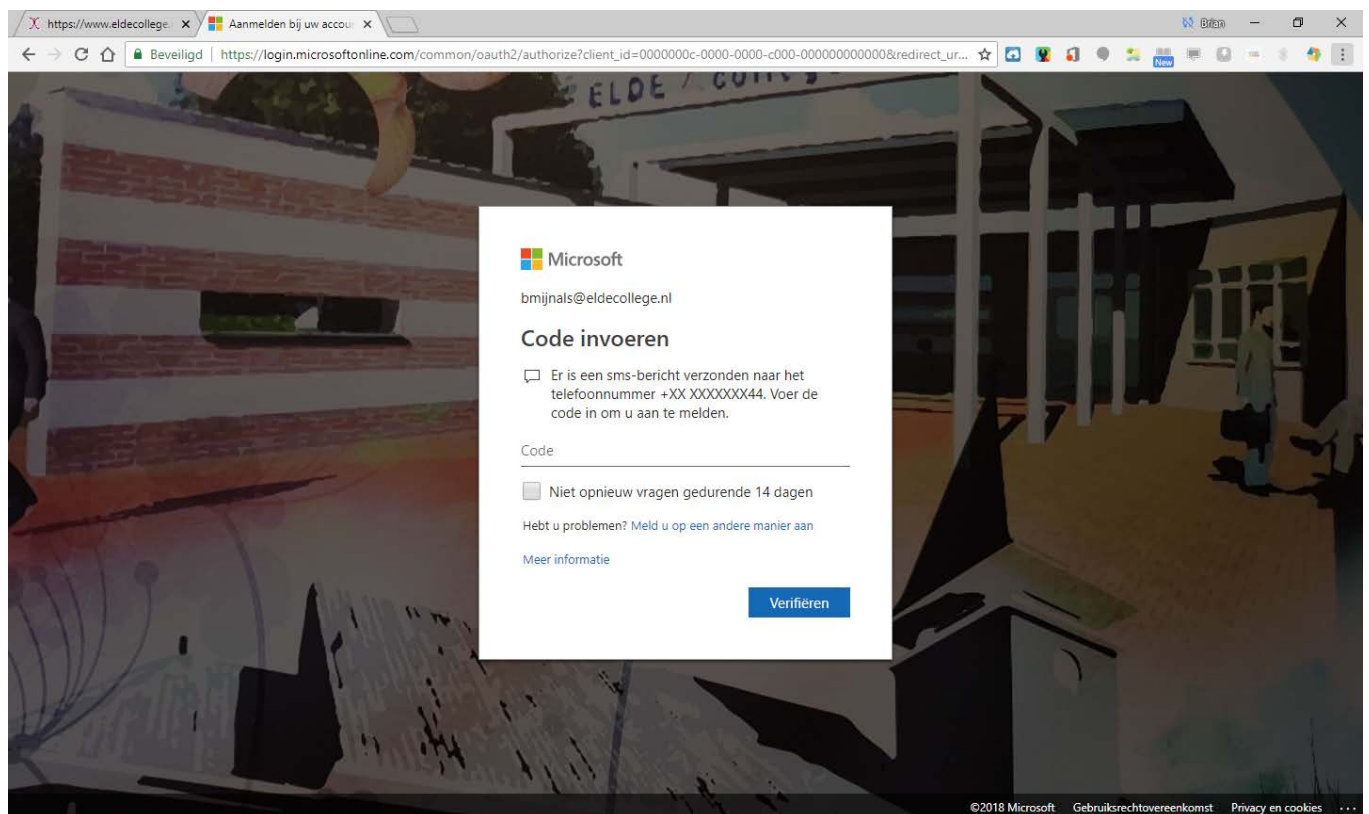 https://www.eldecollege.
Aanmelden bij uw accou
Brian
Beveiligd
https://login.microsoftonline.com/common/oauth2/authorize?client_id=0000000c-0000-0000-c000-000000000000&redirect_ur...
New
ELDE COLLEGE
Microsoft
bmijnals@eldecollege.nl
Code invoeren
Er is een sms-bericht verzonden naar het
telefoonnummer +XX XXXXXXX44. Voer de
code in om u aan te melden.
Code
Niet opnieuw vragen gedurende 14 dagen
Hebt u problemen? Meld u op een andere manier aan
Meer informatie
Verifiëren
©2018 Microsoft Gebruiksrechtovereenkomst Privacy en cookies ...